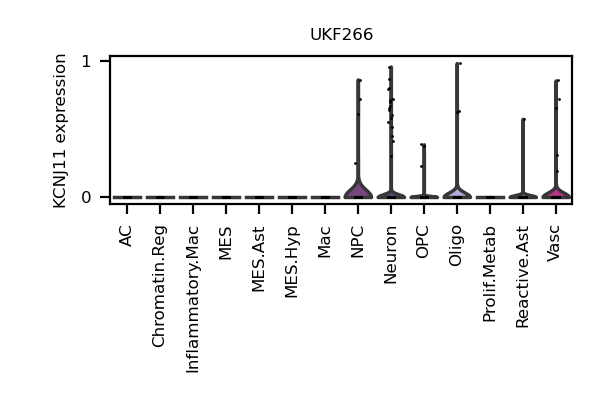 UKF266
KCNJ11 expression
1
0
AC
Chromatin.Reg
Inflammatory.Mac
MES
MES.Ast
MES.Hyp
Mac
NPC
Neuron
OPC
Oligo
Prolif.Metab
Reactive.Ast
Vasc